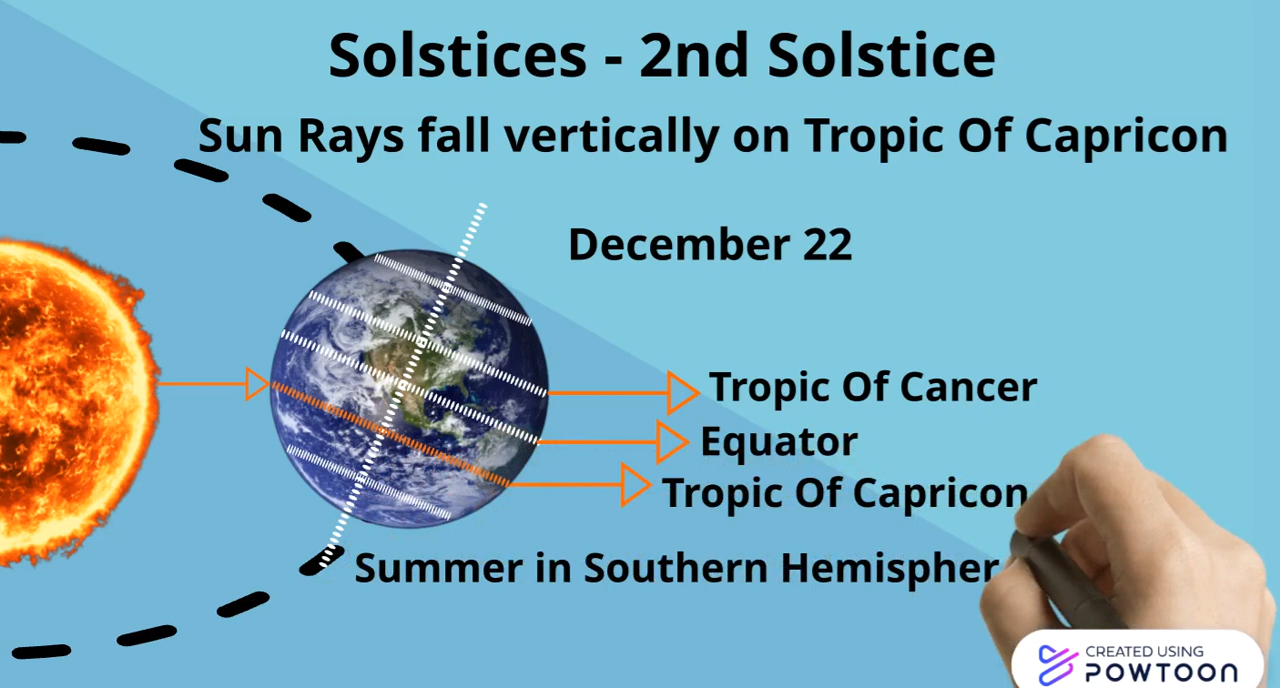 Solstices - 2nd Solstice
Sun Rays fall vertically on Tropic Of Capricon
December 22
Tropic Of Cancer
Equator
Tropic Of Capricon
Summer in Southern Hemispher
CREATED USING
POWTOON